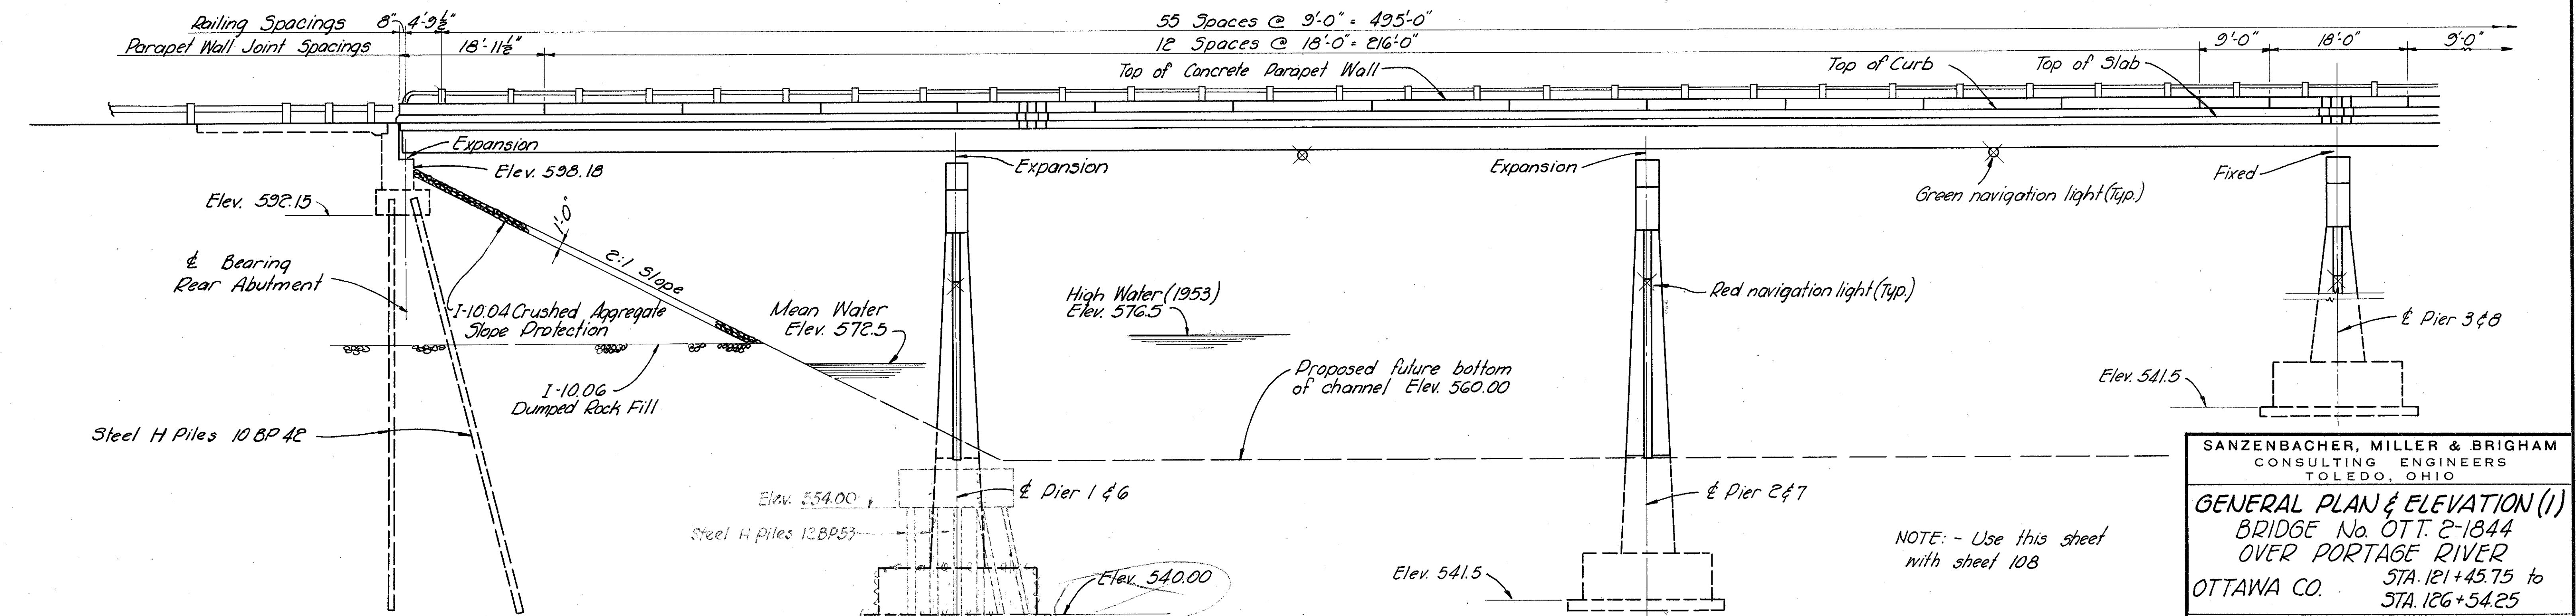 Railing Spacings 8" 4'-9½" 55 Spaces @ 9'-0" = 495'-0"
Parapet Wall Joint Spacings 18'-11½" 12 Spaces @ 18'-0" = 216'-0" 9'-0" 18'-0" 9'-0"
Top of Concrete Parapet Wall
Top of Curb
Top of Slab
Expansion
Elev. 598.18
Expansion
Expansion
Fixed
Green navigation light (Typ.)
Elev. 592.15
1'-0"
2:1 Slope
℄ Bearing
Rear Abutment
I-10.04 Crushed Aggregate
Slope Protection
Mean Water
Elev. 572.5
High Water (1953)
Elev. 576.5
Red navigation light (Typ.)
℄ Pier 3 & 8
I-10.06
Dumped Rock Fill
Proposed future bottom
of channel Elev. 560.00
Elev. 541.5
Steel H Piles 10 BP 42
Elev. 554.00
℄ Pier 1 & 6
℄ Pier 2 & 7
Steel H. Piles 12BP53
NOTE: - Use this sheet
with sheet 108
Elev. 540.00
Elev. 541.5
SANZENBACHER, MILLER & BRIGHAM
CONSULTING ENGINEERS
TOLEDO, OHIO
GENERAL PLAN & ELEVATION (1)
BRIDGE No. OTT. 2-1844
OVER PORTAGE RIVER
OTTAWA CO. STA. 121+45.75 to
STA. 126+54.25